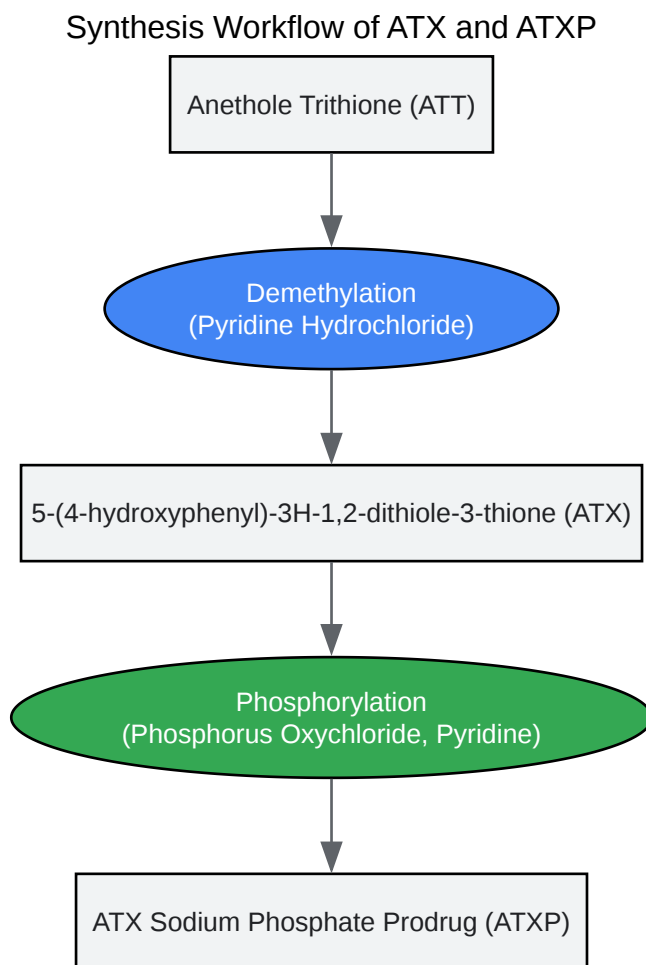 Synthesis Workflow of ATX and ATXP
Anethole Trithione (ATT)
Demethylation
(Pyridine Hydrochloride)
5-(4-hydroxyphenyl)-3H-1,2-dithiole-3-thione (ATX)
Phosphorylation
(Phosphorus Oxychloride, Pyridine)
ATX Sodium Phosphate Prodrug (ATXP)